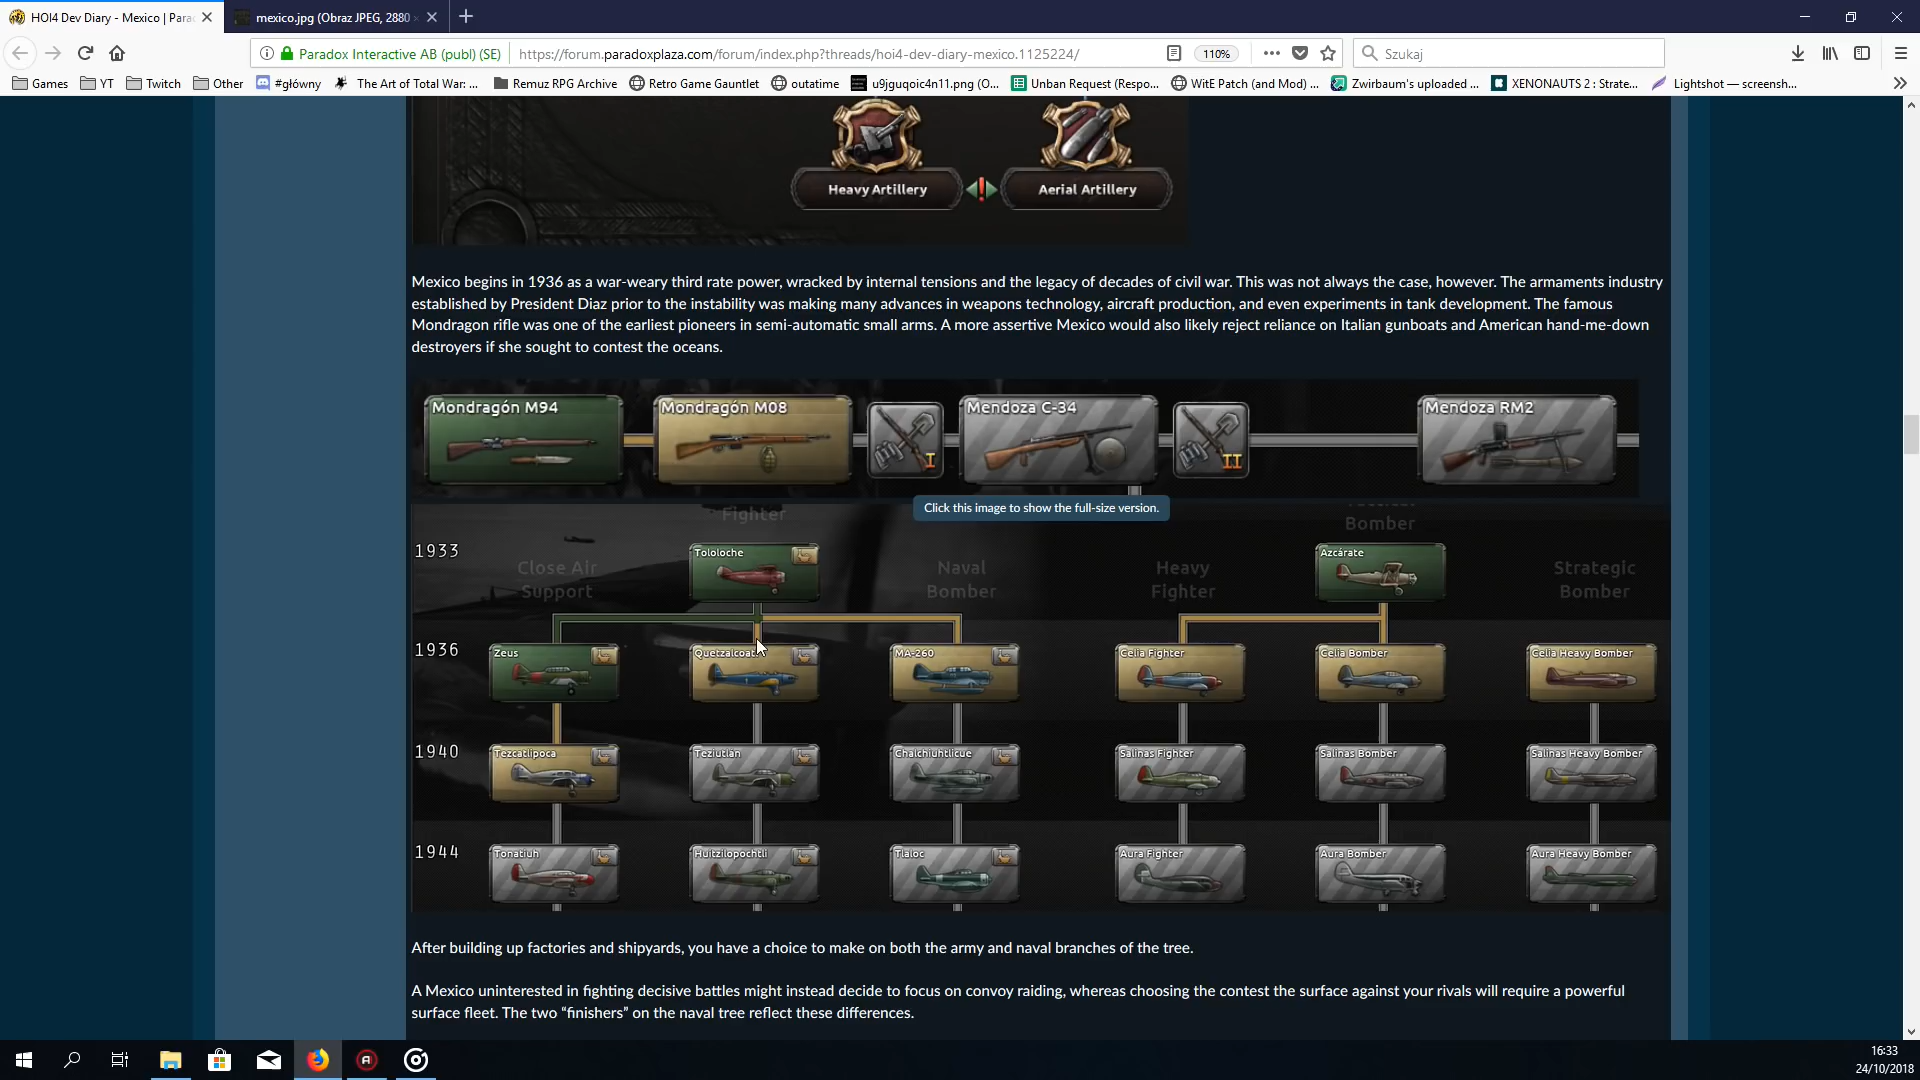 HOI4 Dev Diary - Mexico | Para
mexico.jpg (Obraz JPEG, 2880
Paradox Interactive AB (publ) (SE)
https://forum.paradoxplaza.com/forum/index.php?threads/hoi4-dev-diary-mexico.1125224/
110%
Szukaj
Games
YT
Twitch
Other
#główny
The Art of Total War: ...
Remuz RPG Archive
Retro Game Gauntlet
outatime
u9jguqoic4n11.png (O...
Unban Request (Respo...
WitE Patch (and Mod) ...
Zwirbaum's uploaded ...
XENONAUTS 2 : Strate...
Lightshot — screensh...
Heavy Artillery
Aerial Artillery
Mexico begins in 1936 as a war-weary third rate power, wracked by internal tensions and the legacy of decades of civil war. This was not always the case, however. The armaments industry
established by President Diaz prior to the instability was making many advances in weapons technology, aircraft production, and even experiments in tank development. The famous
Mondragon rifle was one of the earliest pioneers in semi-automatic small arms. A more assertive Mexico would also likely reject reliance on Italian gunboats and American hand-me-down
destroyers if she sought to contest the oceans.
Mondragón M94
Mondragón M08
I
Mendoza C-34
II
Mendoza RM2
Click this image to show the full-size version.
Fighter
Bomber
1933
Tololoche
Azcárate
Close Air
Support
Naval
Bomber
Heavy
Fighter
Strategic
Bomber
1936
Zeus
Quetzalcoat
MA-260
Celia Fighter
Celia Bomber
Celia Heavy Bomber
1940
Tezcatlipoca
Teziutlán
Chalchiuhtlicue
Salinas Fighter
Salinas Bomber
Salinas Heavy Bomber
1944
Tonatiuh
Huitzilopochtli
Tlaloc
Aura Fighter
Aura Bomber
Aura Heavy Bomber
After building up factories and shipyards, you have a choice to make on both the army and naval branches of the tree.
A Mexico uninterested in fighting decisive battles might instead decide to focus on convoy raiding, whereas choosing the contest the surface against your rivals will require a powerful
surface fleet. The two “finishers” on the naval tree reflect these differences.
16:33
24/10/2018